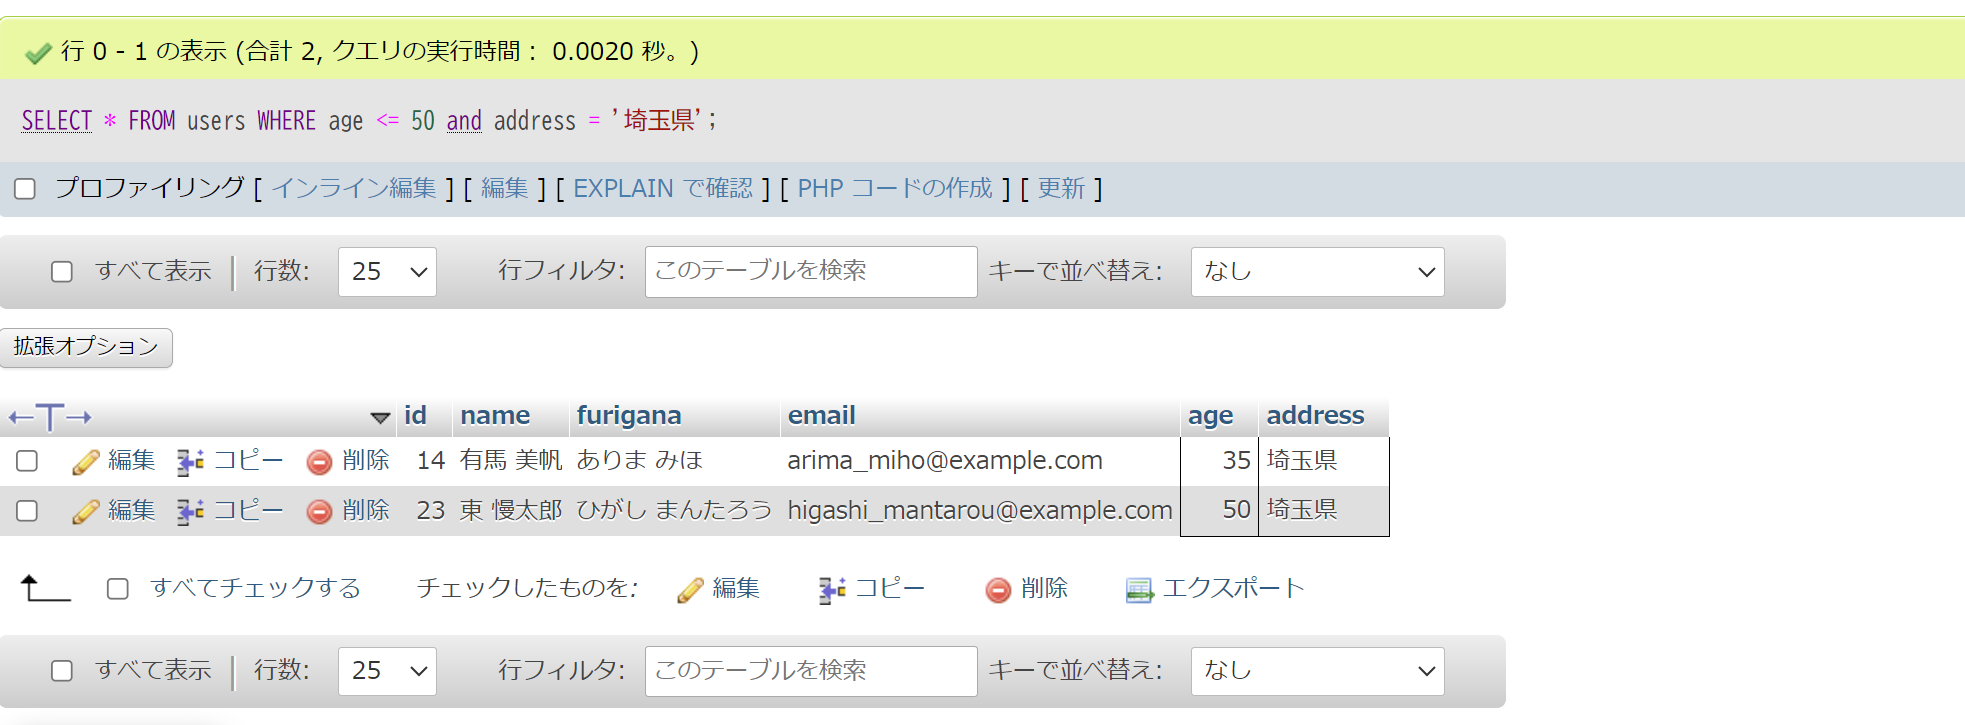 行 0 - 1 の表示 (合計 2, クエリの実行時間： 0.0020 秒。)
SELECT * FROM users WHERE age <= 50 and address = '埼玉県';
プロファイリング [ インライン編集 ] [ 編集 ] [ EXPLAIN で確認 ] [ PHP コードの作成 ] [ 更新 ]
すべて表示 行数: 25 行フィルタ: このテーブルを検索 キーで並べ替え: なし
拡張オプション
←T→ id name furigana email age address
編集 コピー 削除 14 有馬 美帆 ありま みほ arima_miho@example.com 35 埼玉県
編集 コピー 削除 23 東 慢太郎 ひがし まんたろう higashi_mantarou@example.com 50 埼玉県
すべてチェックする チェックしたものを: 編集 コピー 削除 エクスポート
すべて表示 行数: 25 行フィルタ: このテーブルを検索 キーで並べ替え: なし